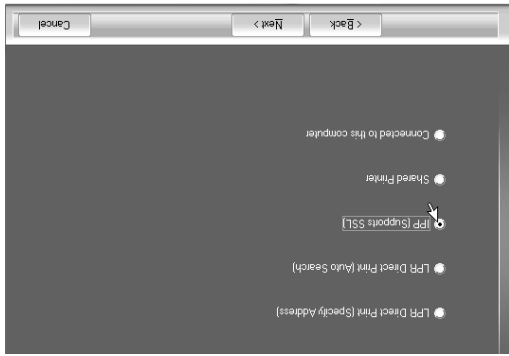 LPR Direct Print (Specify Address)
LPR Direct Print (Auto Search)
IPP (Supports SSL)
Shared Printer
Connected to this computer
< Back
Next >
Cancel